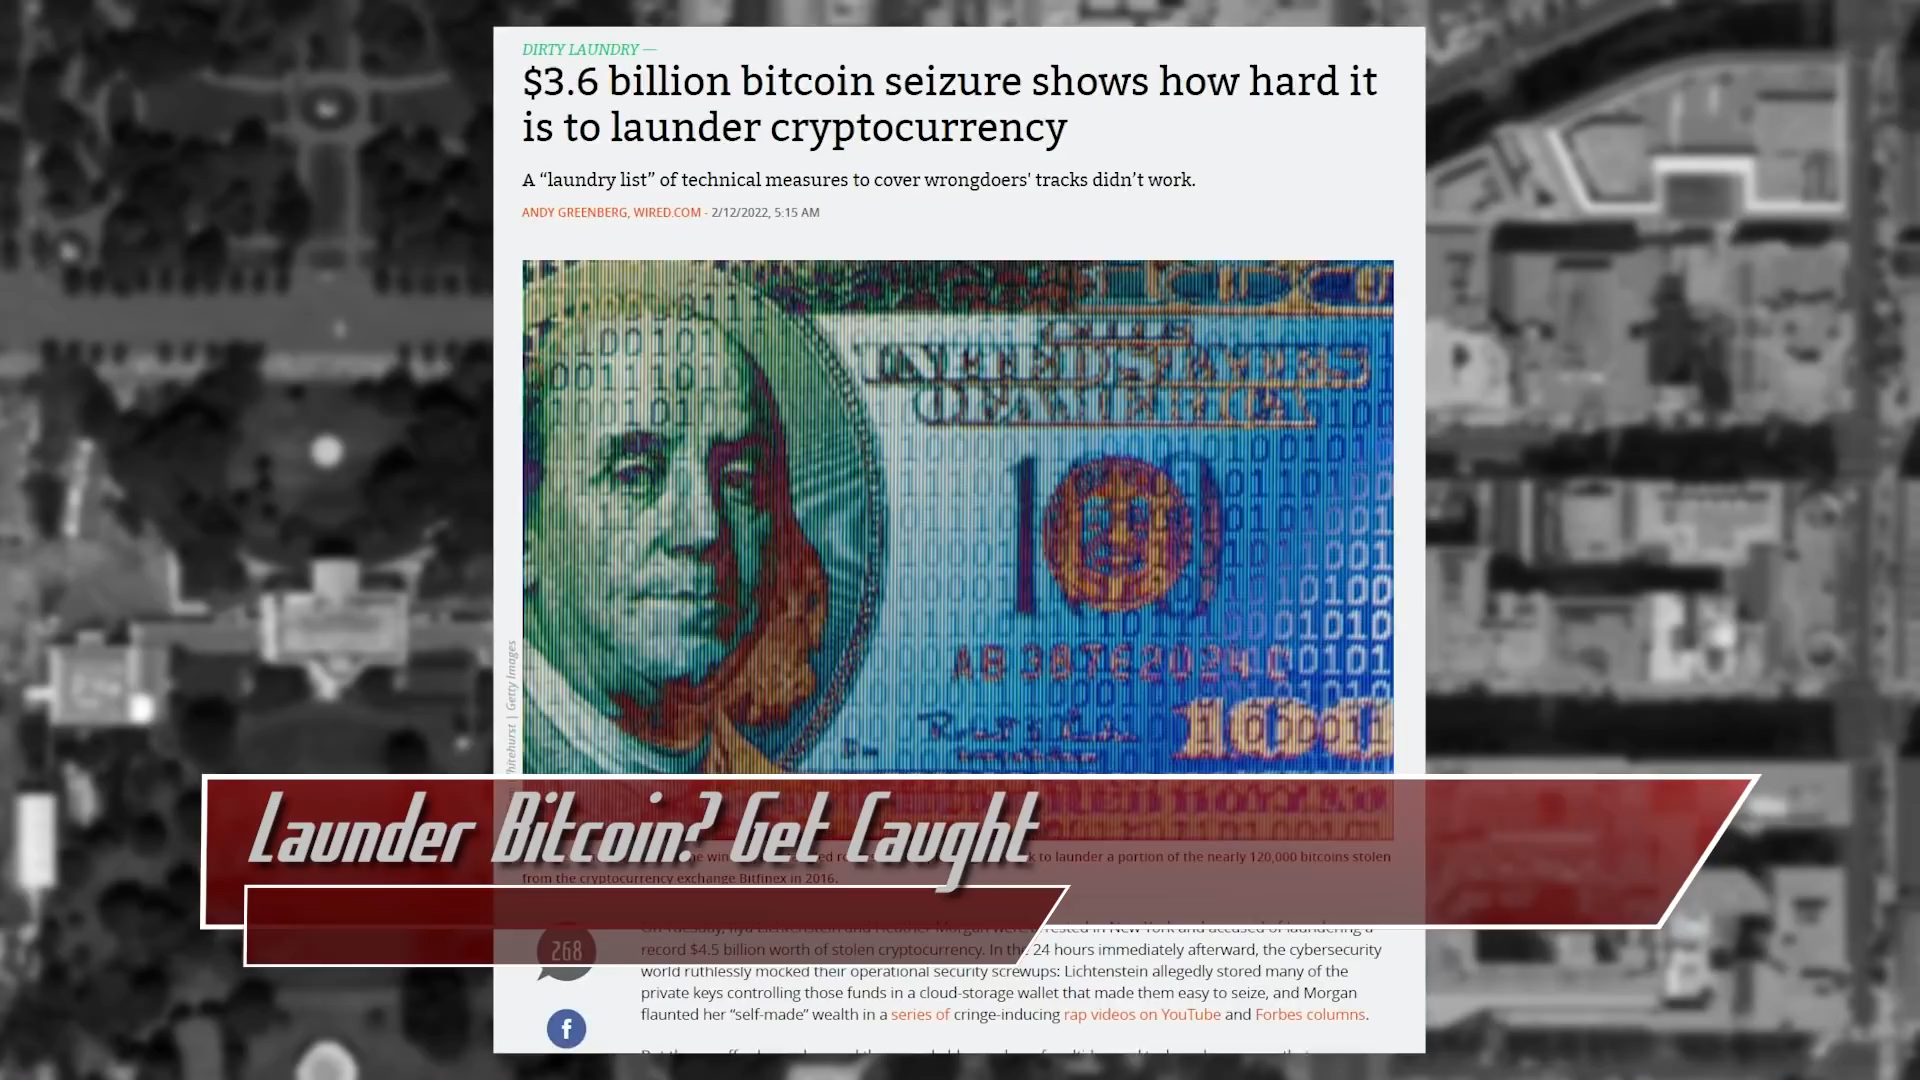 DIRTY LAUNDRY —
$3.6 billion bitcoin seizure shows how hard it
is to launder cryptocurrency
A “laundry list” of technical measures to cover wrongdoers' tracks didn’t work.
ANDY GREENBERG, WIRED.COM - 2/12/2022, 5:15 AM
UNITED STATES
OF AMERICA
100
Getty Images
Launder Bitcoin? Get Caught
to launder a portion of the nearly 120,000 bitcoins stolen
from the cryptocurrency exchange Bitfinex in 2016.
268
record $4.5 billion worth of stolen cryptocurrency. In the 24 hours immediately afterward, the cybersecurity
world ruthlessly mocked their operational security screwups: Lichtenstein allegedly stored many of the
private keys controlling those funds in a cloud-storage wallet that made them easy to seize, and Morgan
flaunted her “self-made” wealth in a series of cringe-inducing rap videos on YouTube and Forbes columns.